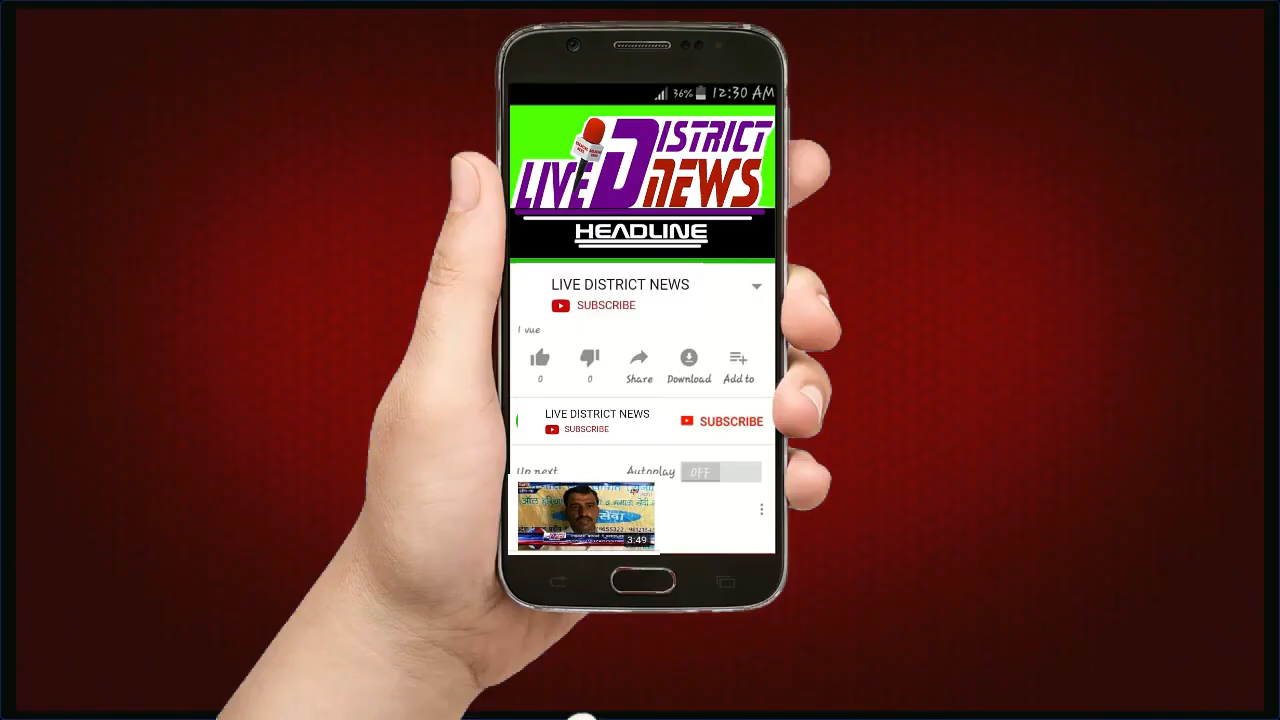 36% 12:30 AM
LIVE DISTRICT NEWS
HEADLINE
LIVE DISTRICT NEWS
SUBSCRIBE
1 vue
0 0 Share Download Add to
LIVE DISTRICT NEWS
SUBSCRIBE
SUBSCRIBE
Up next Autoplay OFF
3:49